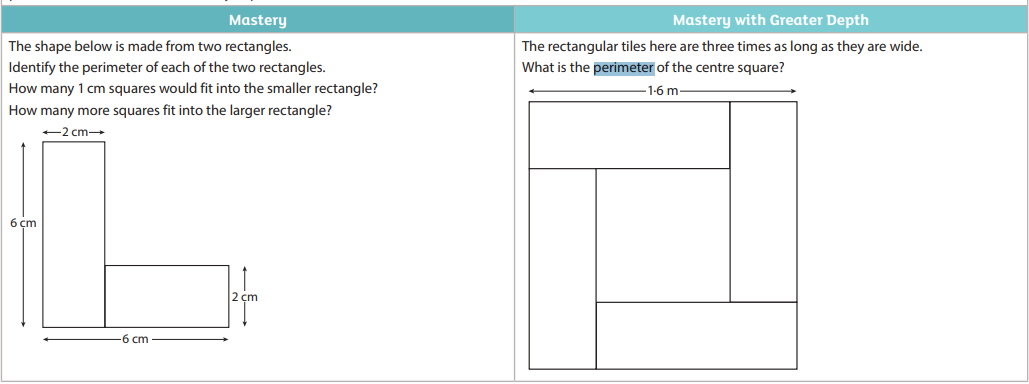 Mastery
The shape below is made from two rectangles.
Identify the perimeter of each of the two rectangles.
How many 1 cm squares would fit into the smaller rectangle?
How many more squares fit into the larger rectangle?
2 cm
6 cm
2 cm
6 cm
Mastery with Greater Depth
The rectangular tiles here are three times as long as they are wide.
What is the perimeter of the centre square?
1·6 m